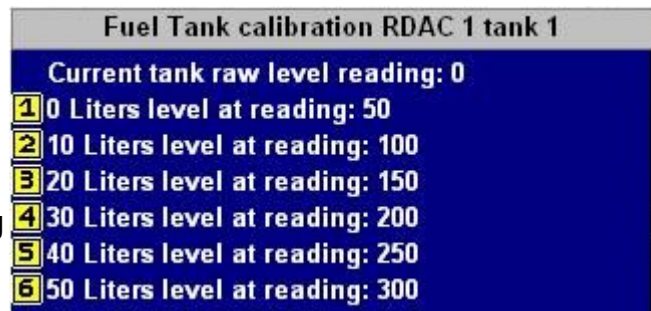 Fuel Tank calibration RDAC 1 tank 1
Current tank raw level reading: 0
1 0 Liters level at reading: 50
2 10 Liters level at reading: 100
3 20 Liters level at reading: 150
4 30 Liters level at reading: 200
5 40 Liters level at reading: 250
6 50 Liters level at reading: 300